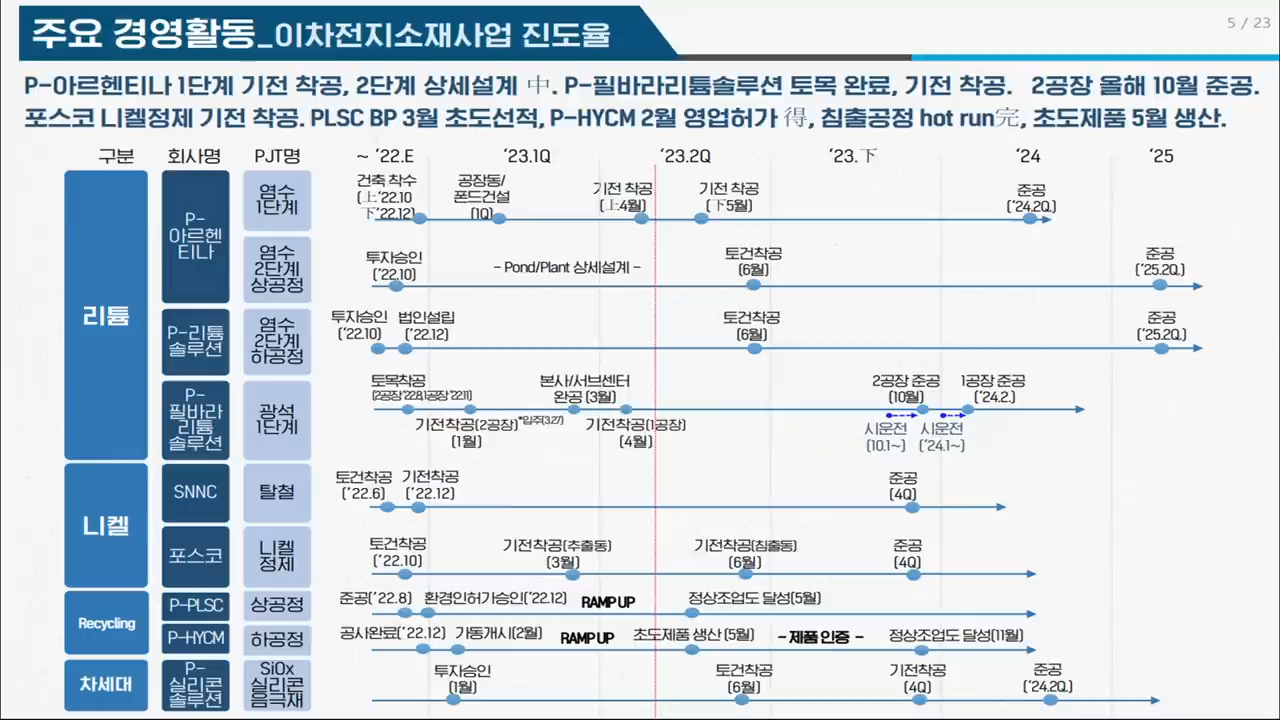 주요 경영활동_이차전지소재사업 진도율
5 / 23
P-아르헨티나 1단계 기전 착공, 2단계 상세설계 中. P-필바라리튬솔루션 토목 완료, 기전 착공. 2공장 올해 10월 준공.
포스코 니켈정제 기전 착공. PLSC BP 3월 초도선적, P-HYCM 2월 영업허가 得, 침출공정 hot run完, 초도제품 5월 생산.
구분 회사명 PJT명 ~ '22.E '23.1Q '23.2Q '23.下 '24 '25
리튬
P-
아르헨
티나
염수
1단계
건축 착수
(上'22.10
下'22.12)
공장동/
폰드건설
(1Q)
기전 착공
(上4월)
기전 착공
(下5월)
준공
('24.2Q.)
염수
2단계
상공정
투자승인
('22.10)
- Pond/Plant 상세설계 -
토건착공
(6월)
준공
('25.2Q.)
P-리튬
솔루션
염수
2단계
하공정
투자승인
('22.10)
법인설립
('22.12)
토건착공
(6월)
준공
('25.2Q.)
P-
필바라
리튬
솔루션
광석
1단계
토목착공
(2공장'22.8,1공장'22.11)
기전착공(2공장)
(1월)
본사/서브센터
완공 (3월)
*입주(3.27)
기전착공(1공장)
(4월)
2공장 준공
(10월)
1공장 준공
('24.2.)
시운전
(10.1~)
시운전
('24.1~)
니켈
SNNC
탈철
토건착공
('22.6)
기전착공
('22.12)
준공
(4Q)
포스코
니켈
정제
토건착공
('22.10)
기전착공(추출동)
(3월)
기전착공(침출동)
(6월)
준공
(4Q)
Recycling
P-PLSC
상공정
준공('22.8)
환경인허가승인('22.12)
RAMP UP
정상조업도 달성(5월)
P-HYCM
하공정
공사완료('22.12)
가동개시(2월)
RAMP UP
초도제품 생산 (5월)
- 제품 인증 -
정상조업도 달성(11월)
차세대
P-
실리콘
솔루션
SiOx
실리콘
음극재
투자승인
(1월)
토건착공
(6월)
기전착공
(4Q)
준공
('24.2Q.)